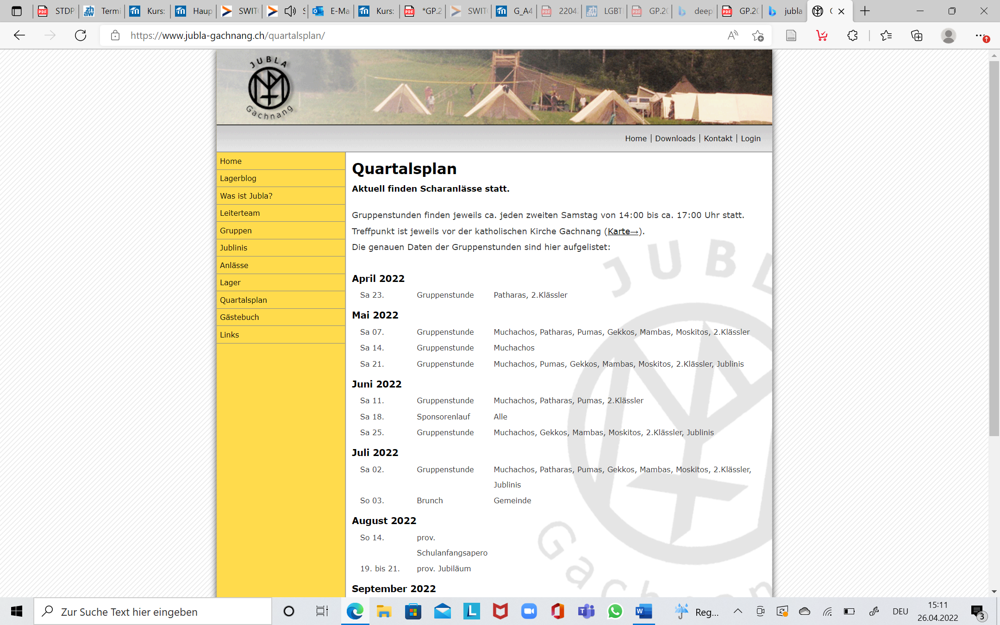 STDP
Termi
Kurs:
Haup
SWIT
S
E-Ma
Kurs:
*GP.2
SWIT
G_A4
2204
LGBT
GP.20
deep
GP.20
jubla
https://www.jubla-gachnang.ch/quartalsplan/
JUBLA
Gachnang
Home | Downloads | Kontakt | Login
Home
Lagerblog
Was ist Jubla?
Leiterteam
Gruppen
Jublinis
Anlässe
Lager
Quartalsplan
Gästebuch
Links
Quartalsplan
Aktuell finden Scharanlässe statt.
Gruppenstunden finden jeweils ca. jeden zweiten Samstag von 14:00 bis ca. 17:00 Uhr statt.
Treffpunkt ist jeweils vor der katholischen Kirche Gachnang (Karte→).
Die genauen Daten der Gruppenstunden sind hier aufgelistet:
April 2022
Sa 23. Gruppenstunde Patharas, 2.Klässler
Mai 2022
Sa 07. Gruppenstunde Muchachos, Patharas, Pumas, Gekkos, Mambas, Moskitos, 2.Klässler
Sa 14. Gruppenstunde Muchachos
Sa 21. Gruppenstunde Muchachos, Pumas, Gekkos, Mambas, Moskitos, 2.Klässler, Jublinis
Juni 2022
Sa 11. Gruppenstunde Muchachos, Patharas, Pumas, 2.Klässler
Sa 18. Sponsorenlauf Alle
Sa 25. Gruppenstunde Muchachos, Gekkos, Mambas, Moskitos, 2.Klässler, Jublinis
Juli 2022
Sa 02. Gruppenstunde Muchachos, Patharas, Pumas, Gekkos, Mambas, Moskitos, 2.Klässler,
Jublinis
So 03. Brunch Gemeinde
August 2022
So 14. prov.
Schulanfangsapero
19. bis 21. prov. Jubiläum
September 2022
JUBL
Gachnan
Zur Suche Text hier eingeben
Reg...
DEU
15:11
26.04.2022
3